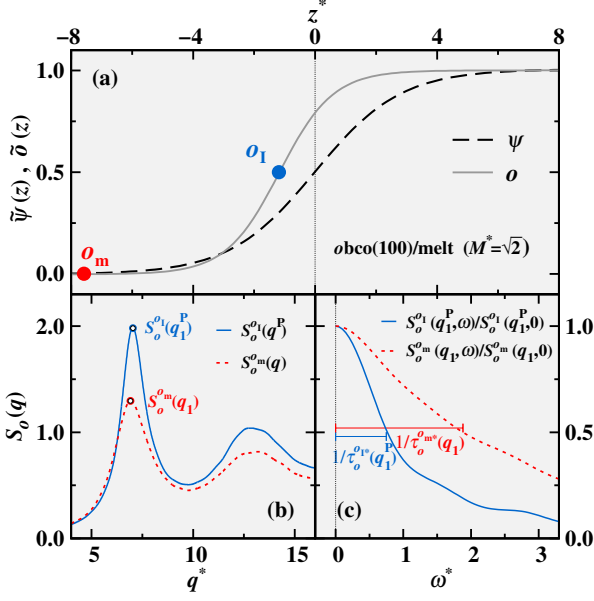 z*
-8 -4 0 4 8
(a)
1.0
0.5
0.0
ψ̃(z) , õ(z)
o_I
o_m
ψ
o
obco(100)/melt (M*=√2)
2.0
1.0
0.0
S_o(q)
S_o^{o_I}(q_1^P)
S_o^{o_m}(q_1)
S_o^{o_I}(q^P)
S_o^{o_m}(q)
(b)
5 10 15
q*
S_o^{o_I}(q_1^P,ω)/S_o^{o_I}(q_1^P,0)
S_o^{o_m}(q_1,ω)/S_o^{o_m}(q_1,0)
1/τ_o^{o_m*}(q_1)
1/τ_o^{o_I*}(q_1^P)
(c)
1.0
0.5
0.0
0 1 2 3
ω*